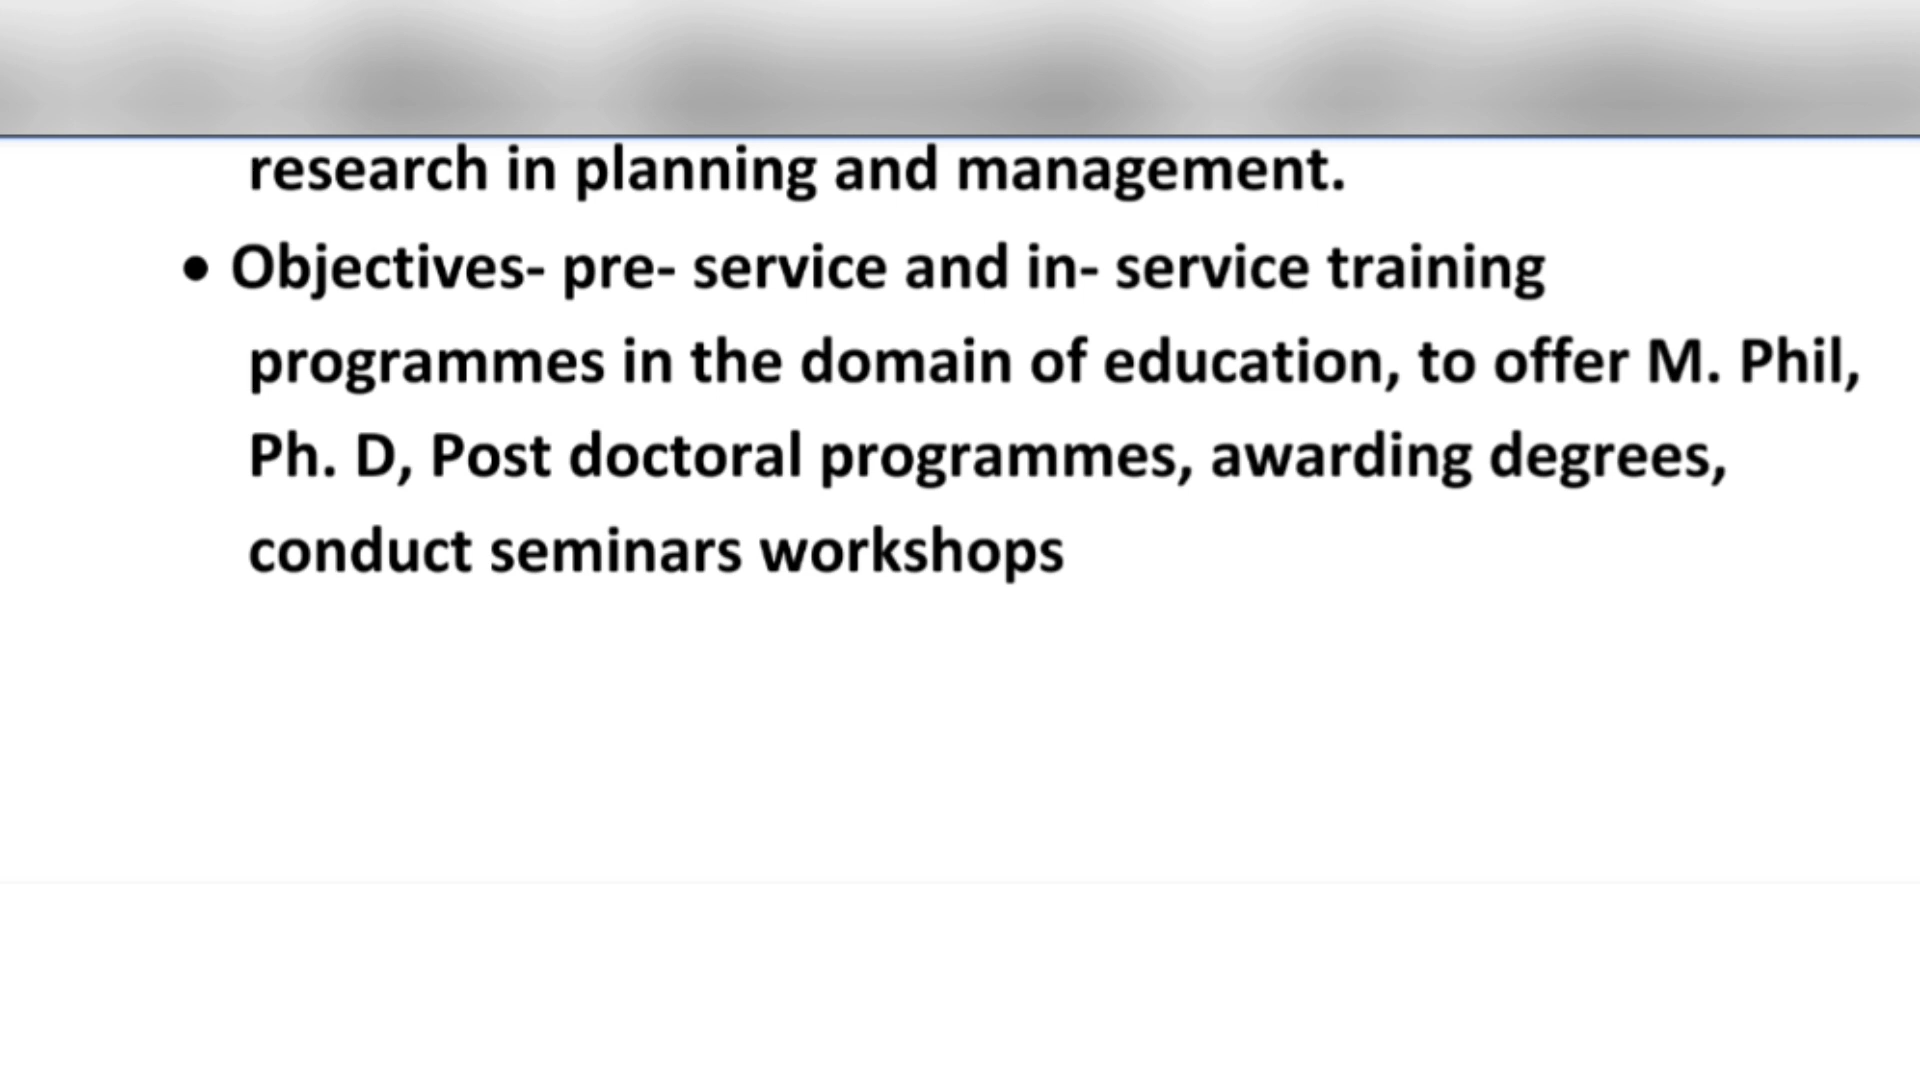 research in planning and management.
• Objectives- pre- service and in- service training
programmes in the domain of education, to offer M. Phil,
Ph. D, Post doctoral programmes, awarding degrees,
conduct seminars workshops